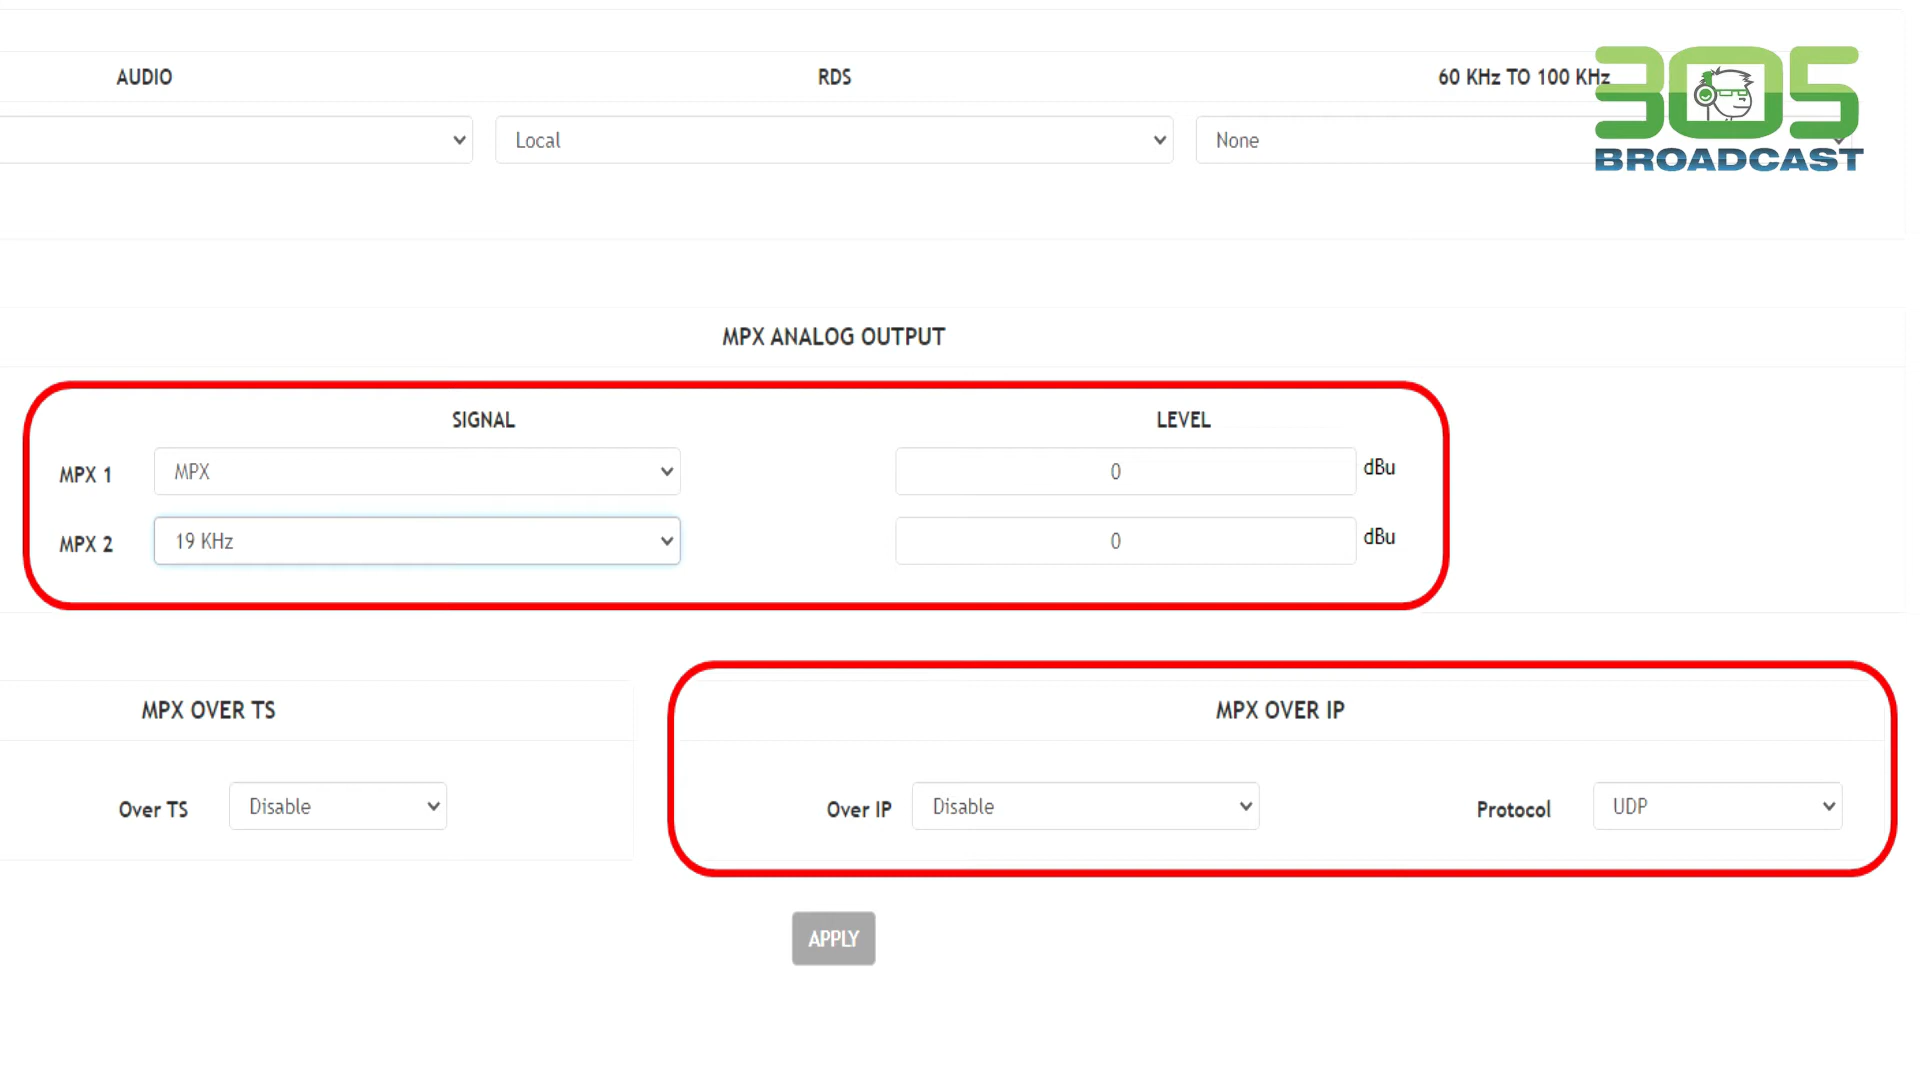 AUDIO RDS 60 KHz TO 100 KHz
305
BROADCAST
Local None
MPX ANALOG OUTPUT
SIGNAL LEVEL
MPX 1 MPX 0 dBu
MPX 2 19 KHz 0 dBu
MPX OVER TS MPX OVER IP
Over TS Disable Over IP Disable Protocol UDP
APPLY